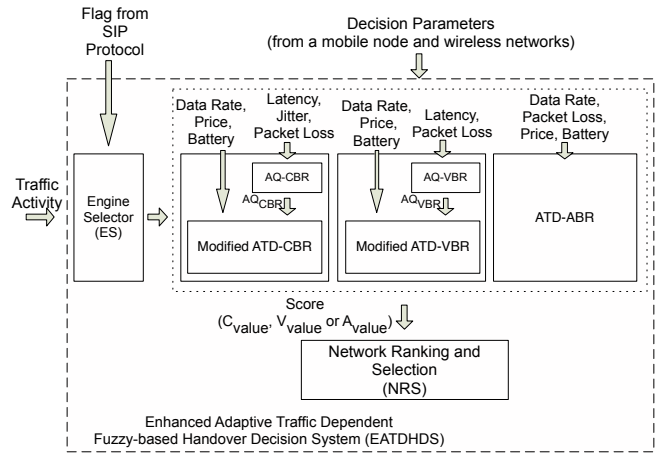 Flag from
SIP
Protocol
Decision Parameters
(from a mobile node and wireless networks)
Traffic
Activity
Engine
Selector
(ES)
Data Rate,
Price,
Battery
Latency,
Jitter,
Packet Loss
AQ-CBR
AQCBR
Modified ATD-CBR
Data Rate,
Price,
Battery
Latency,
Packet Loss
AQ-VBR
AQVBR
Modified ATD-VBR
Data Rate,
Packet Loss,
Price, Battery
ATD-ABR
Score
(Cvalue, Vvalue or Avalue)
Network Ranking and
Selection
(NRS)
Enhanced Adaptive Traffic Dependent
Fuzzy-based Handover Decision System (EATDHDS)